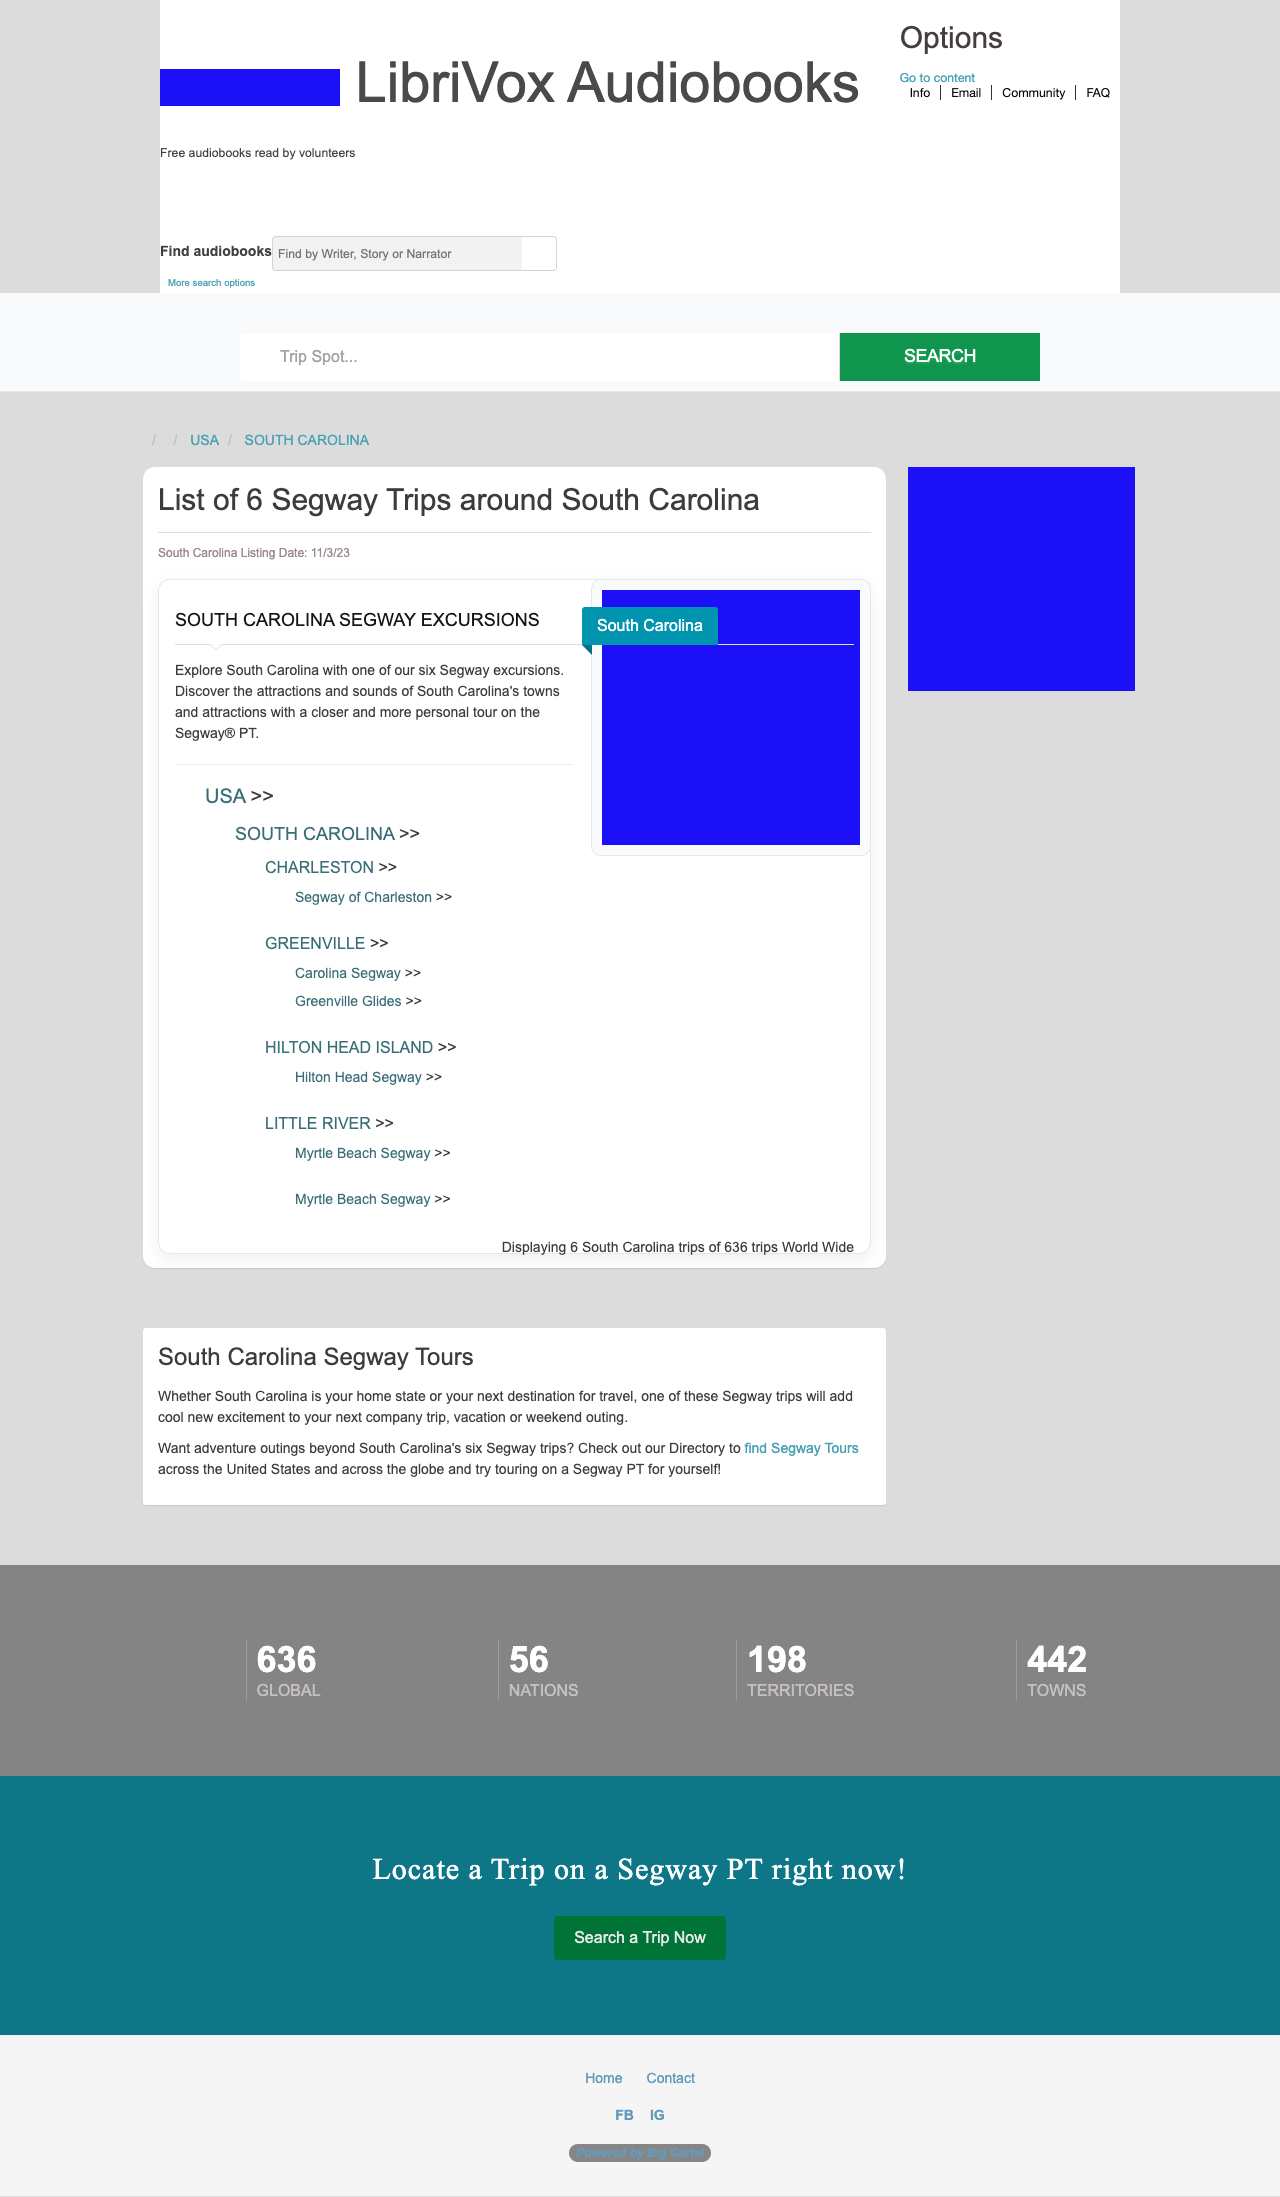 LibriVox Audiobooks
Options
Go to content
Info
Email
Community
FAQ
Free audiobooks read by volunteers
Find audiobooks
Find by Writer, Story or Narrator
More search options
Trip Spot...
SEARCH
/ / USA / SOUTH CAROLINA
List of 6 Segway Trips around South Carolina
South Carolina Listing Date: 11/3/23
SOUTH CAROLINA SEGWAY EXCURSIONS
South Carolina
Explore South Carolina with one of our six Segway excursions.
Discover the attractions and sounds of South Carolina's towns
and attractions with a closer and more personal tour on the
Segway® PT.
USA >>
SOUTH CAROLINA >>
CHARLESTON >>
Segway of Charleston >>
GREENVILLE >>
Carolina Segway >>
Greenville Glides >>
HILTON HEAD ISLAND >>
Hilton Head Segway >>
LITTLE RIVER >>
Myrtle Beach Segway >>
Myrtle Beach Segway >>
Displaying 6 South Carolina trips of 636 trips World Wide
South Carolina Segway Tours
Whether South Carolina is your home state or your next destination for travel, one of these Segway trips will add
cool new excitement to your next company trip, vacation or weekend outing.
Want adventure outings beyond South Carolina's six Segway trips? Check out our Directory to find Segway Tours
across the United States and across the globe and try touring on a Segway PT for yourself!
636
GLOBAL
56
NATIONS
198
TERRITORIES
442
TOWNS
Locate a Trip on a Segway PT right now!
Search a Trip Now
Home
Contact
FB
IG
Powered by Big Cartel